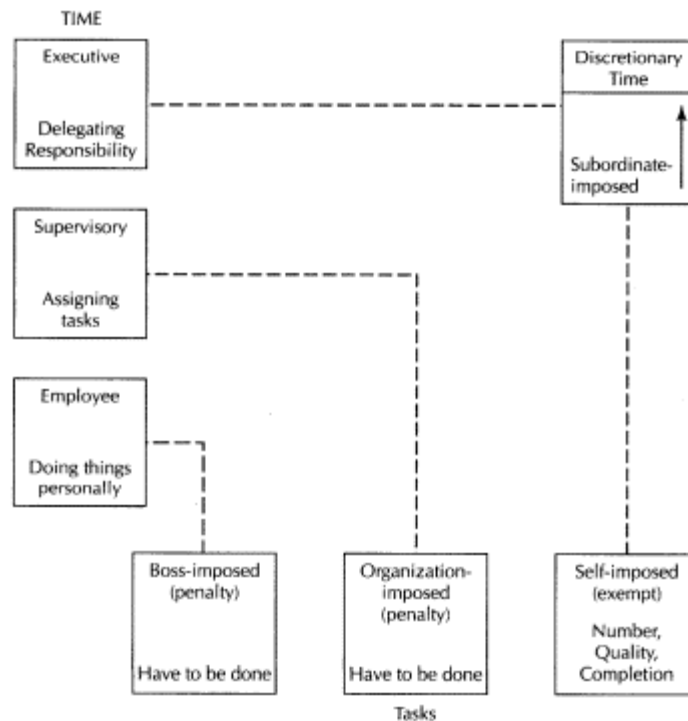 TIME
Executive
Delegating
Responsibility
Discretionary
Time
Subordinate-
imposed
Supervisory
Assigning
tasks
Employee
Doing things
personally
Boss-imposed
(penalty)
Have to be done
Organization-
imposed
(penalty)
Have to be done
Self-imposed
(exempt)
Number,
Quality,
Completion
Tasks